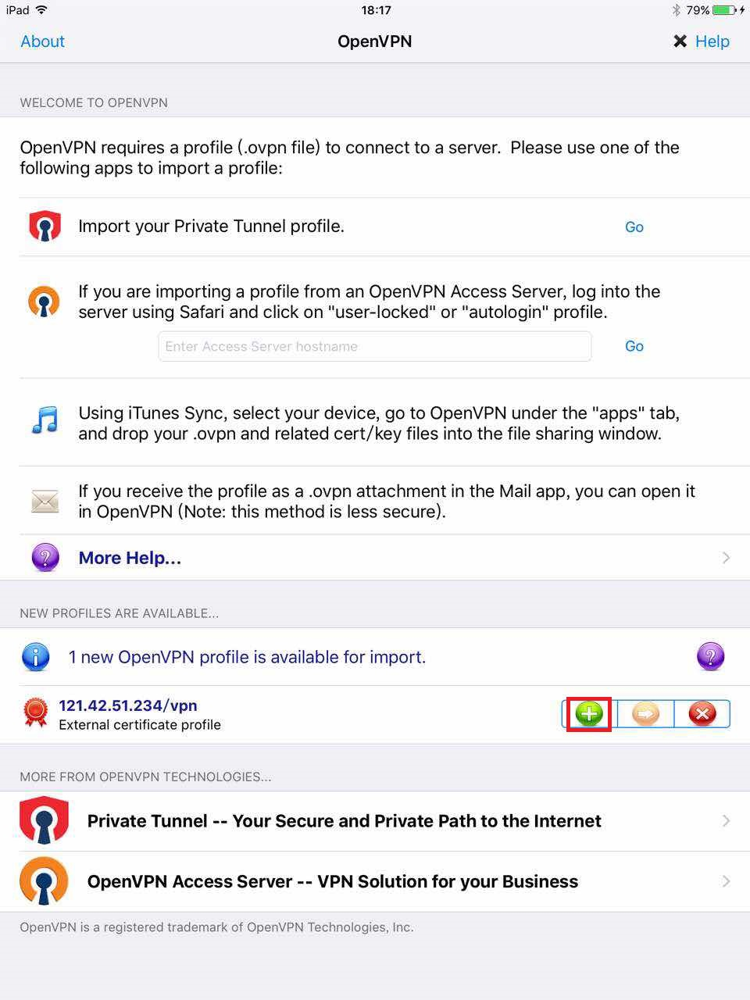 iPad 18:17 79%
About OpenVPN Help
WELCOME TO OPENVPN
OpenVPN requires a profile (.ovpn file) to connect to a server.  Please use one of the
following apps to import a profile:
Import your Private Tunnel profile. Go
If you are importing a profile from an OpenVPN Access Server, log into the
server using Safari and click on "user-locked" or "autologin" profile.
Enter Access Server hostname Go
Using iTunes Sync, select your device, go to OpenVPN under the "apps" tab,
and drop your .ovpn and related cert/key files into the file sharing window.
If you receive the profile as a .ovpn attachment in the Mail app, you can open it
in OpenVPN (Note: this method is less secure).
More Help...
NEW PROFILES ARE AVAILABLE...
1 new OpenVPN profile is available for import.
121.42.51.234/vpn
External certificate profile
MORE FROM OPENVPN TECHNOLOGIES...
Private Tunnel -- Your Secure and Private Path to the Internet
OpenVPN Access Server -- VPN Solution for your Business
OpenVPN is a registered trademark of OpenVPN Technologies, Inc.